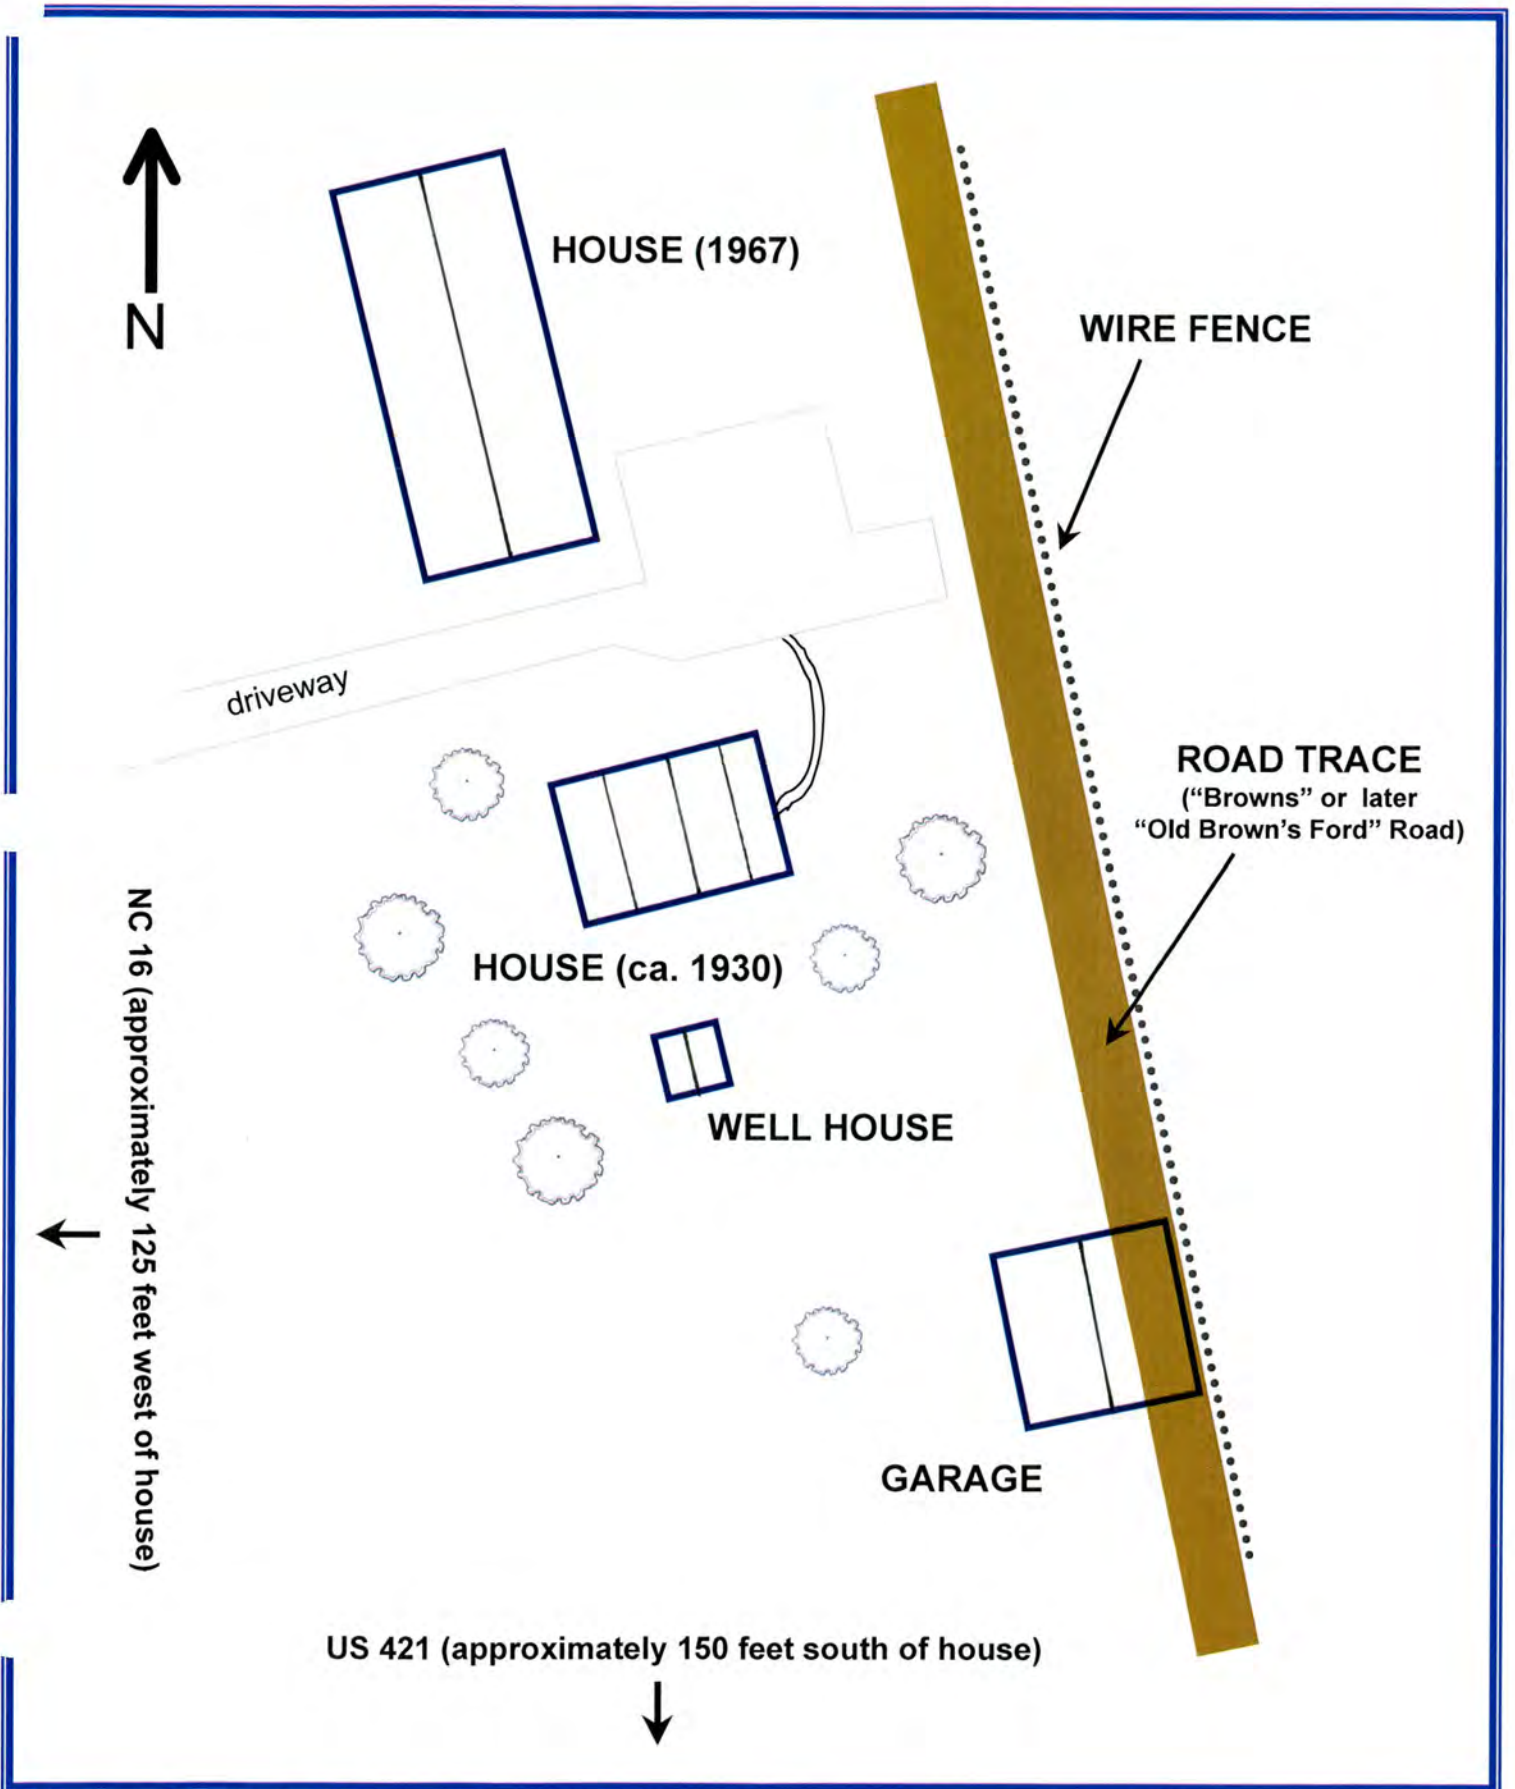 N
HOUSE (1967)
WIRE FENCE
driveway
ROAD TRACE
(“Browns” or later
“Old Brown’s Ford” Road)
HOUSE (ca. 1930)
WELL HOUSE
NC 16 (approximately 125 feet west of house)
GARAGE
US 421 (approximately 150 feet south of house)